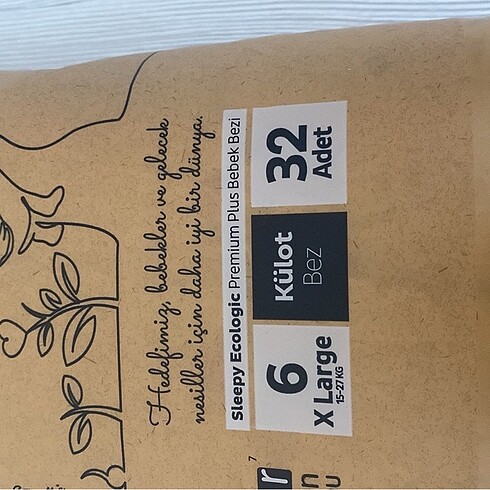 Hedefimiz, bebekler ve gelecek
nesiller için daha iyi bir dünya.
Sleepy Ecologic Premium Plus Bebek Bezi
6
X Large
15-27 KG
Külot
Bez
32
Adet
7
r
n
U